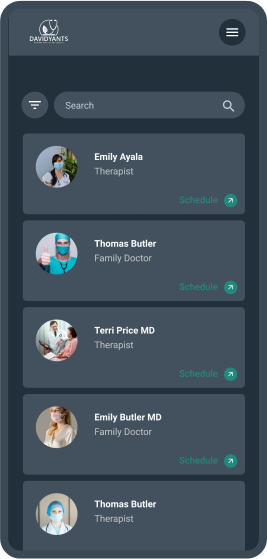 DAVIDYANTS
Search
Emily Ayala
Therapist
Schedule
Thomas Butler
Family Doctor
Schedule
Terri Price MD
Therapist
Schedule
Emily Butler MD
Family Doctor
Schedule
Thomas Butler
Therapist